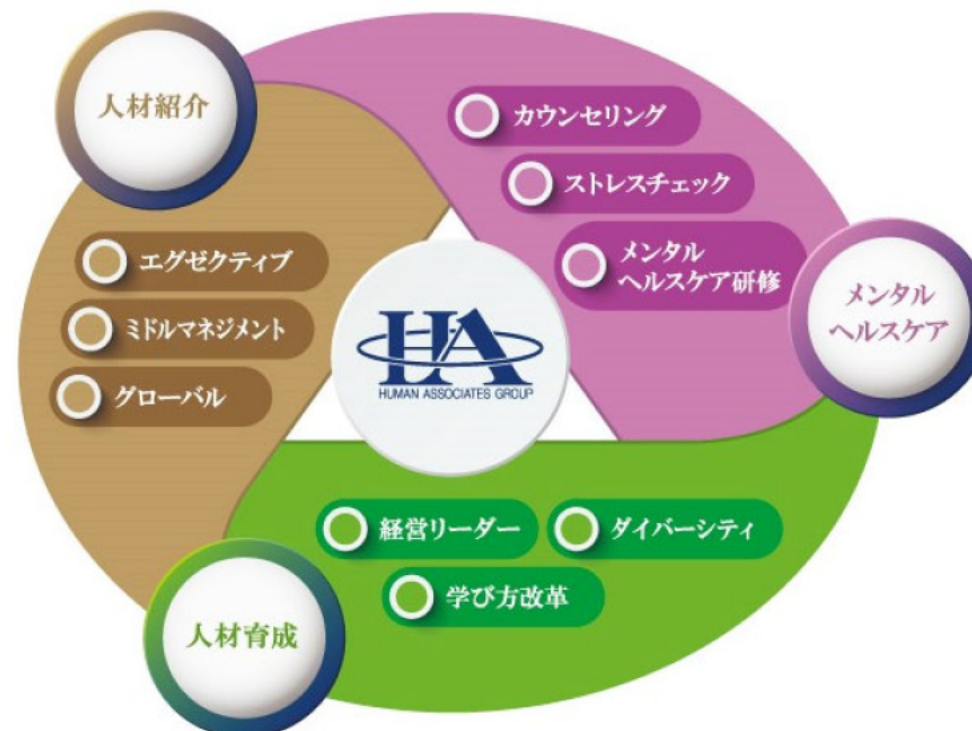 人材紹介
エグゼクティブ
ミドルマネジメント
グローバル
カウンセリング
ストレスチェック
メンタル
ヘルスケア研修
メンタル
ヘルスケア
HA
HUMAN ASSOCIATES GROUP
経営リーダー
ダイバーシティ
学び方改革
人材育成